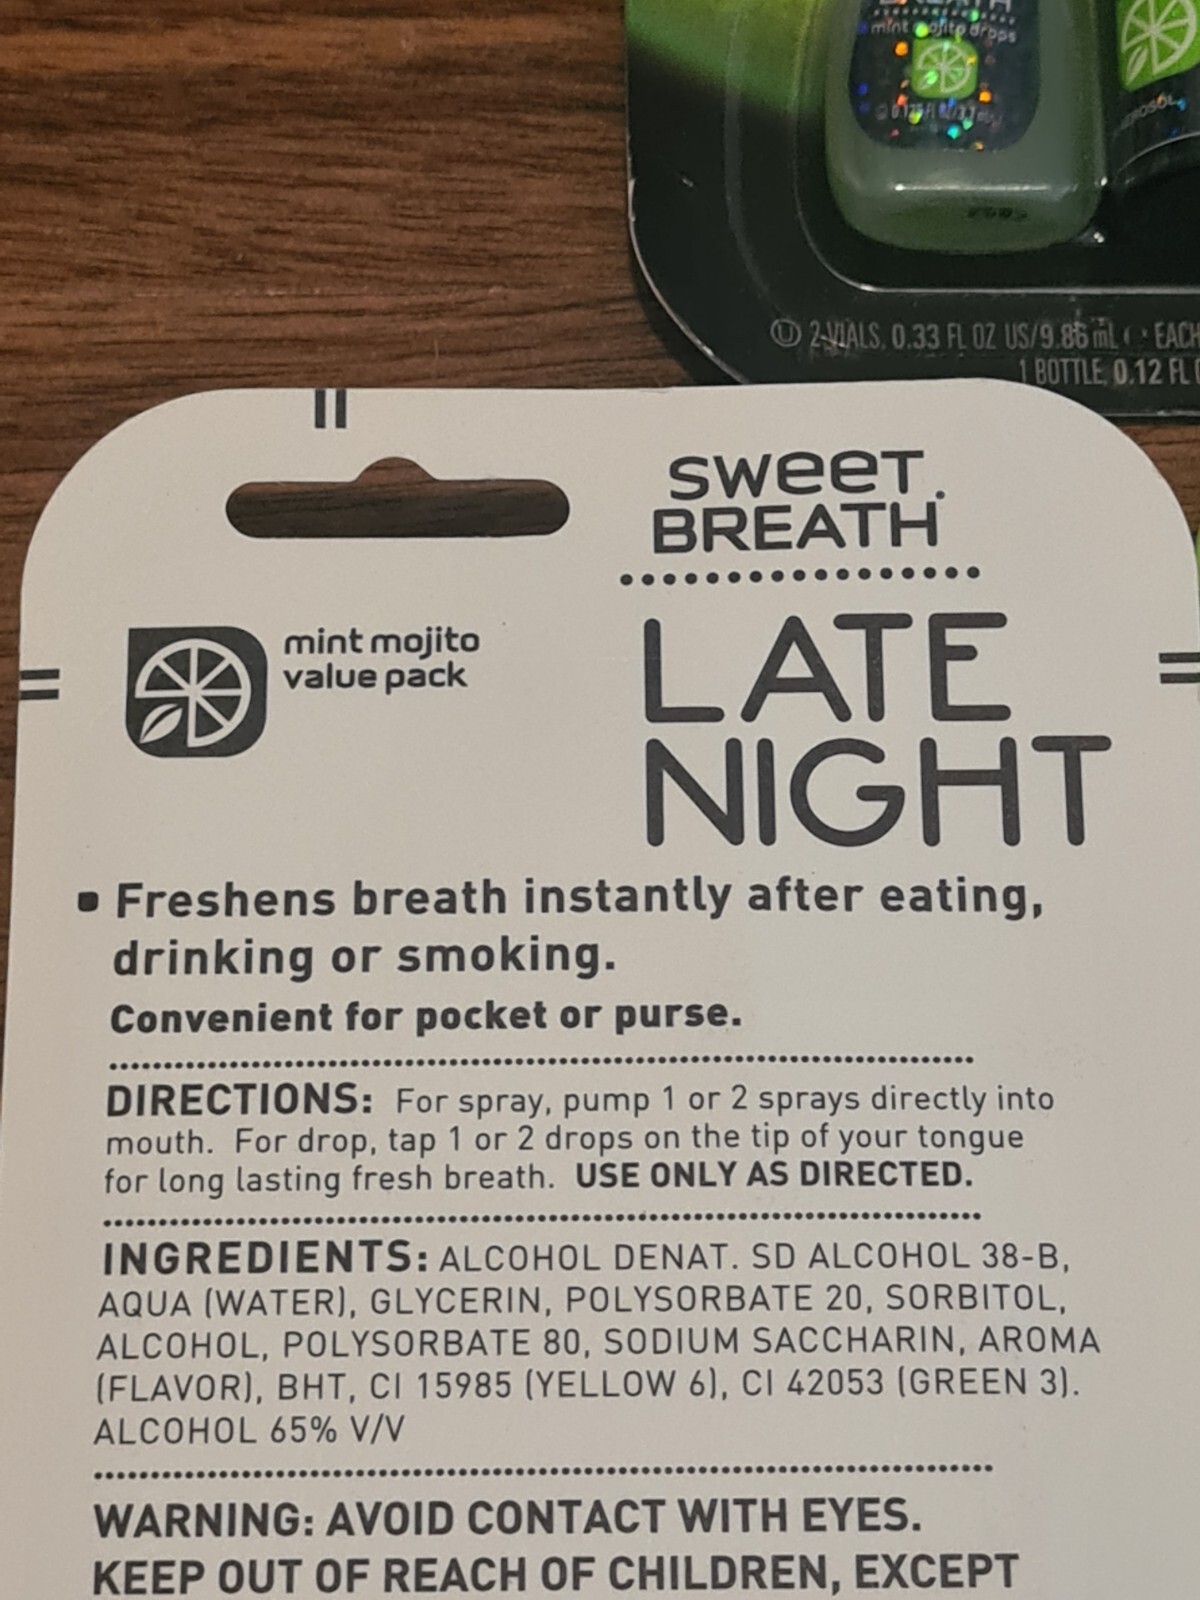 BREATH
mint mojito drops
AEROSOL
Ⓤ 2-VIALS, 0.33 FL OZ US/9.86 mL EACH
1 BOTTLE, 0.12 FL
sweet
BREATH
mint mojito
value pack
LATE
NIGHT
▪ Freshens breath instantly after eating,
drinking or smoking.
Convenient for pocket or purse.
DIRECTIONS: For spray, pump 1 or 2 sprays directly into
mouth. For drop, tap 1 or 2 drops on the tip of your tongue
for long lasting fresh breath. USE ONLY AS DIRECTED.
INGREDIENTS: ALCOHOL DENAT. SD ALCOHOL 38-B,
AQUA (WATER), GLYCERIN, POLYSORBATE 20, SORBITOL,
ALCOHOL, POLYSORBATE 80, SODIUM SACCHARIN, AROMA
(FLAVOR), BHT, CI 15985 (YELLOW 6), CI 42053 (GREEN 3).
ALCOHOL 65% V/V
WARNING: AVOID CONTACT WITH EYES.
KEEP OUT OF REACH OF CHILDREN, EXCEPT